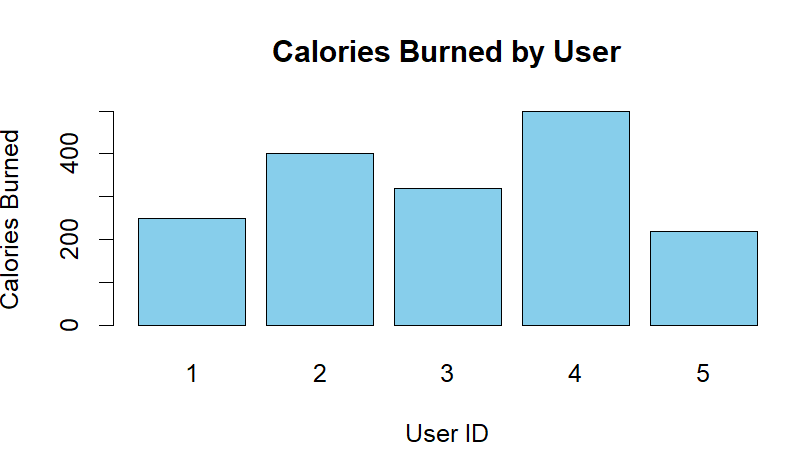 Calories Burned by User
Calories Burned
400
200
0
1 2 3 4 5
User ID